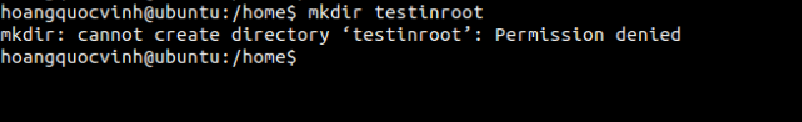 hoangquocvinh@ubuntu:/home$ mkdir testinroot
mkdir: cannot create directory ‘testinroot’: Permission denied
hoangquocvinh@ubuntu:/home$